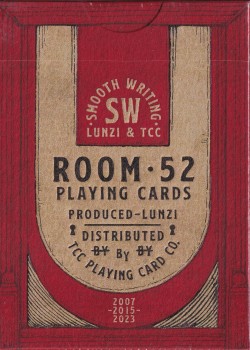 SMOOTH WRITING
SW
LUNZI & TCC
ROOM · 52
PLAYING CARDS
PRODUCED-LUNZI
DISTRIBUTED
BY By BY
TCC PLAYING CARD CO.
2007
-2015-
2023